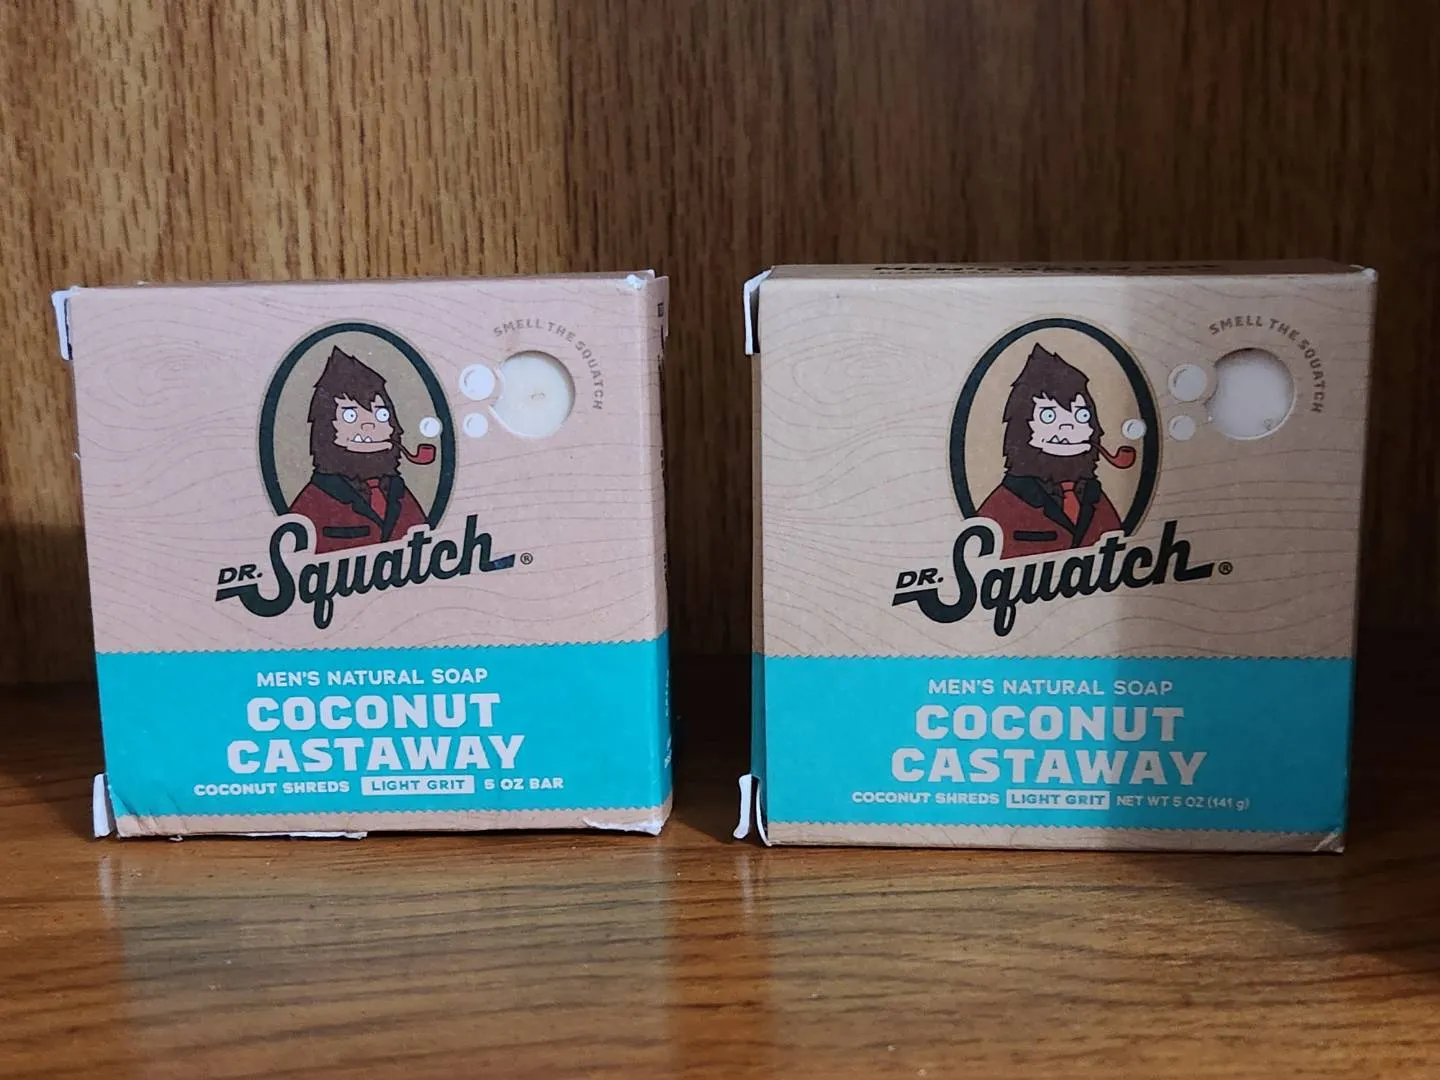 SMELL THE SQUATCH
DR. Squatch®
MEN'S NATURAL SOAP
COCONUT
CASTAWAY
COCONUT SHREDS LIGHT GRIT 5 OZ BAR
SMELL THE SQUATCH
DR. Squatch®
MEN'S NATURAL SOAP
COCONUT
CASTAWAY
COCONUT SHREDS LIGHT GRIT NET WT 5 OZ (141 g)